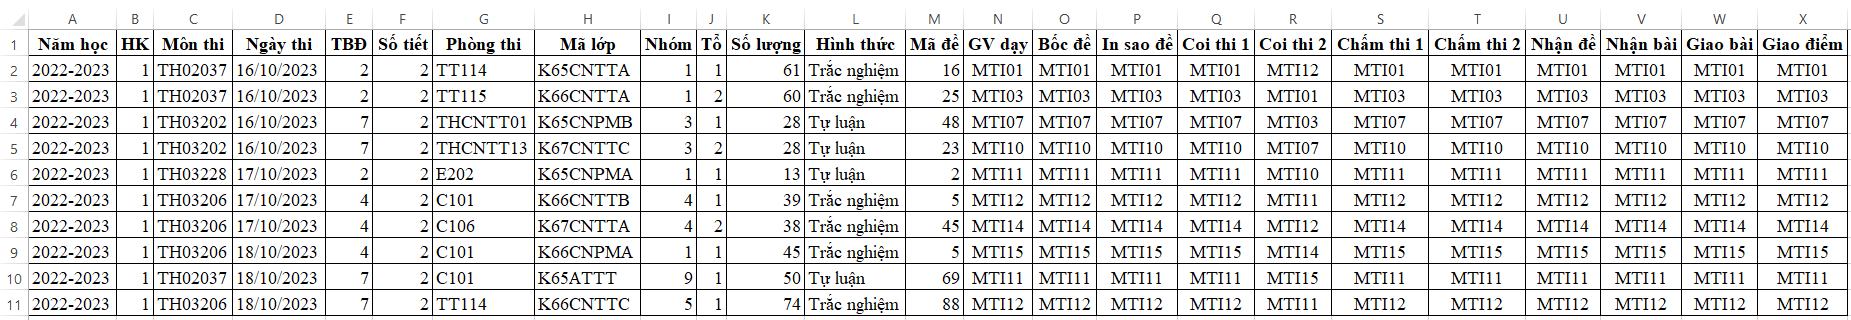 A B C D E F G H I J K L M N O P Q R S T U V W X
1 Năm học HK Môn thi Ngày thi TBĐ Số tiết Phòng thi Mã lớp Nhóm Tổ Số lượng Hình thức Mã đề GV dạy Bốc đề In sao đề Coi thi 1 Coi thi 2 Chấm thi 1 Chấm thi 2 Nhận đề Nhận bài Giao bài Giao điểm
2 2022-2023 1 TH02037 16/10/2023 2 2 TT114 K65CNTTA 1 1 61 Trắc nghiệm 16 MTI01 MTI01 MTI01 MTI01 MTI12 MTI01 MTI01 MTI01 MTI01 MTI01 MTI01
3 2022-2023 1 TH02037 16/10/2023 2 2 TT115 K66CNTTA 1 2 60 Trắc nghiệm 25 MTI03 MTI03 MTI03 MTI03 MTI01 MTI03 MTI03 MTI03 MTI03 MTI03 MTI03
4 2022-2023 1 TH03202 16/10/2023 7 2 THCNTT01 K65CNPMB 3 1 28 Tự luận 48 MTI07 MTI07 MTI07 MTI07 MTI03 MTI07 MTI07 MTI07 MTI07 MTI07 MTI07
5 2022-2023 1 TH03202 16/10/2023 7 2 THCNTT13 K67CNTTC 3 2 28 Tự luận 23 MTI10 MTI10 MTI10 MTI10 MTI07 MTI10 MTI10 MTI10 MTI10 MTI10 MTI10
6 2022-2023 1 TH03228 17/10/2023 2 2 E202 K65CNPMA 1 1 13 Tự luận 2 MTI11 MTI11 MTI11 MTI11 MTI10 MTI11 MTI11 MTI11 MTI11 MTI11 MTI11
7 2022-2023 1 TH03206 17/10/2023 4 2 C101 K66CNTTB 4 1 39 Trắc nghiệm 5 MTI12 MTI12 MTI12 MTI12 MTI11 MTI12 MTI12 MTI12 MTI12 MTI12 MTI12
8 2022-2023 1 TH03206 17/10/2023 4 2 C106 K67CNTTA 4 2 38 Trắc nghiệm 45 MTI14 MTI14 MTI14 MTI14 MTI12 MTI14 MTI14 MTI14 MTI14 MTI14 MTI14
9 2022-2023 1 TH03206 18/10/2023 4 2 C101 K66CNPMA 1 1 45 Trắc nghiệm 5 MTI15 MTI15 MTI15 MTI15 MTI14 MTI15 MTI15 MTI15 MTI15 MTI15 MTI15
10 2022-2023 1 TH02037 18/10/2023 7 2 C101 K65ATTT 9 1 50 Tự luận 69 MTI11 MTI11 MTI11 MTI11 MTI15 MTI11 MTI11 MTI11 MTI11 MTI11 MTI11
11 2022-2023 1 TH03206 18/10/2023 7 2 TT114 K66CNTTC 5 1 74 Trắc nghiệm 88 MTI12 MTI12 MTI12 MTI12 MTI11 MTI12 MTI12 MTI12 MTI12 MTI12 MTI12